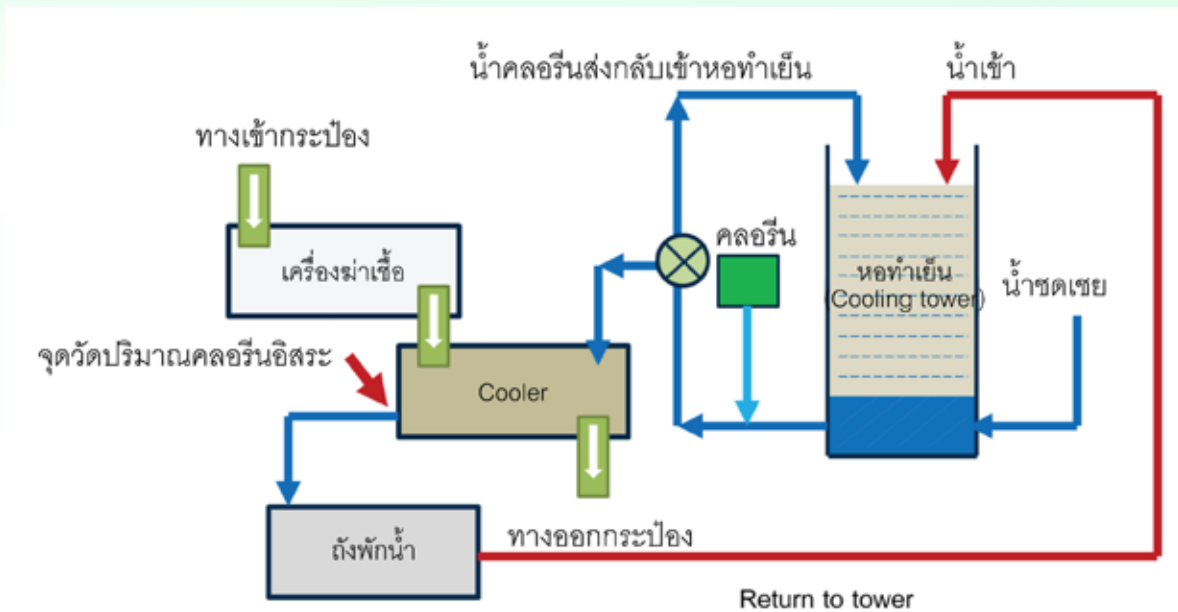 น้ำคลอรีนส่งกลับเข้าหอทำเย็น
น้ำเข้า
ทางเข้ากระป๋อง
คลอรีน
เครื่องฆ่าเชื้อ
หอทำเย็น
(Cooling tower)
น้ำชดเชย
จุดวัดปริมาณคลอรีนอิสระ
Cooler
ถังพักน้ำ
ทางออกกระป๋อง
Return to tower